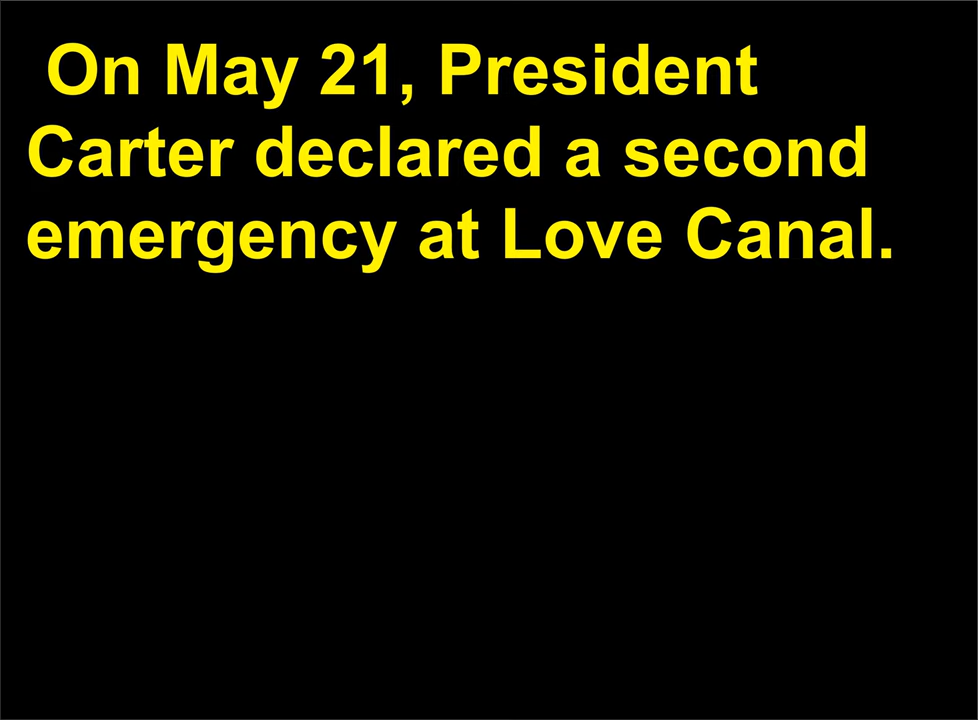 On May 21, President
Carter declared a second
emergency at Love Canal.